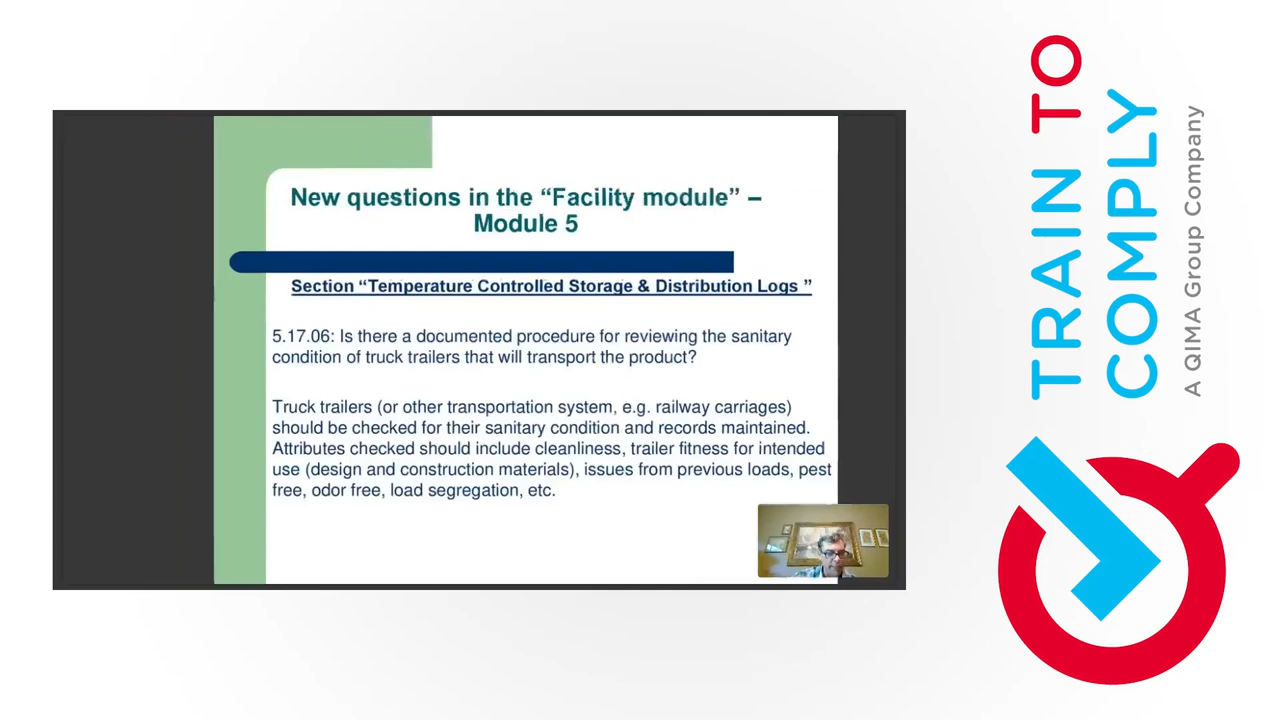 New questions in the “Facility module” –
Module 5
Section “Temperature Controlled Storage & Distribution Logs ”
5.17.06: Is there a documented procedure for reviewing the sanitary
condition of truck trailers that will transport the product?
Truck trailers (or other transportation system, e.g. railway carriages)
should be checked for their sanitary condition and records maintained.
Attributes checked should include cleanliness, trailer fitness for intended
use (design and construction materials), issues from previous loads, pest
free, odor free, load segregation, etc.
TRAIN TO
COMPLY
A QIMA Group Company